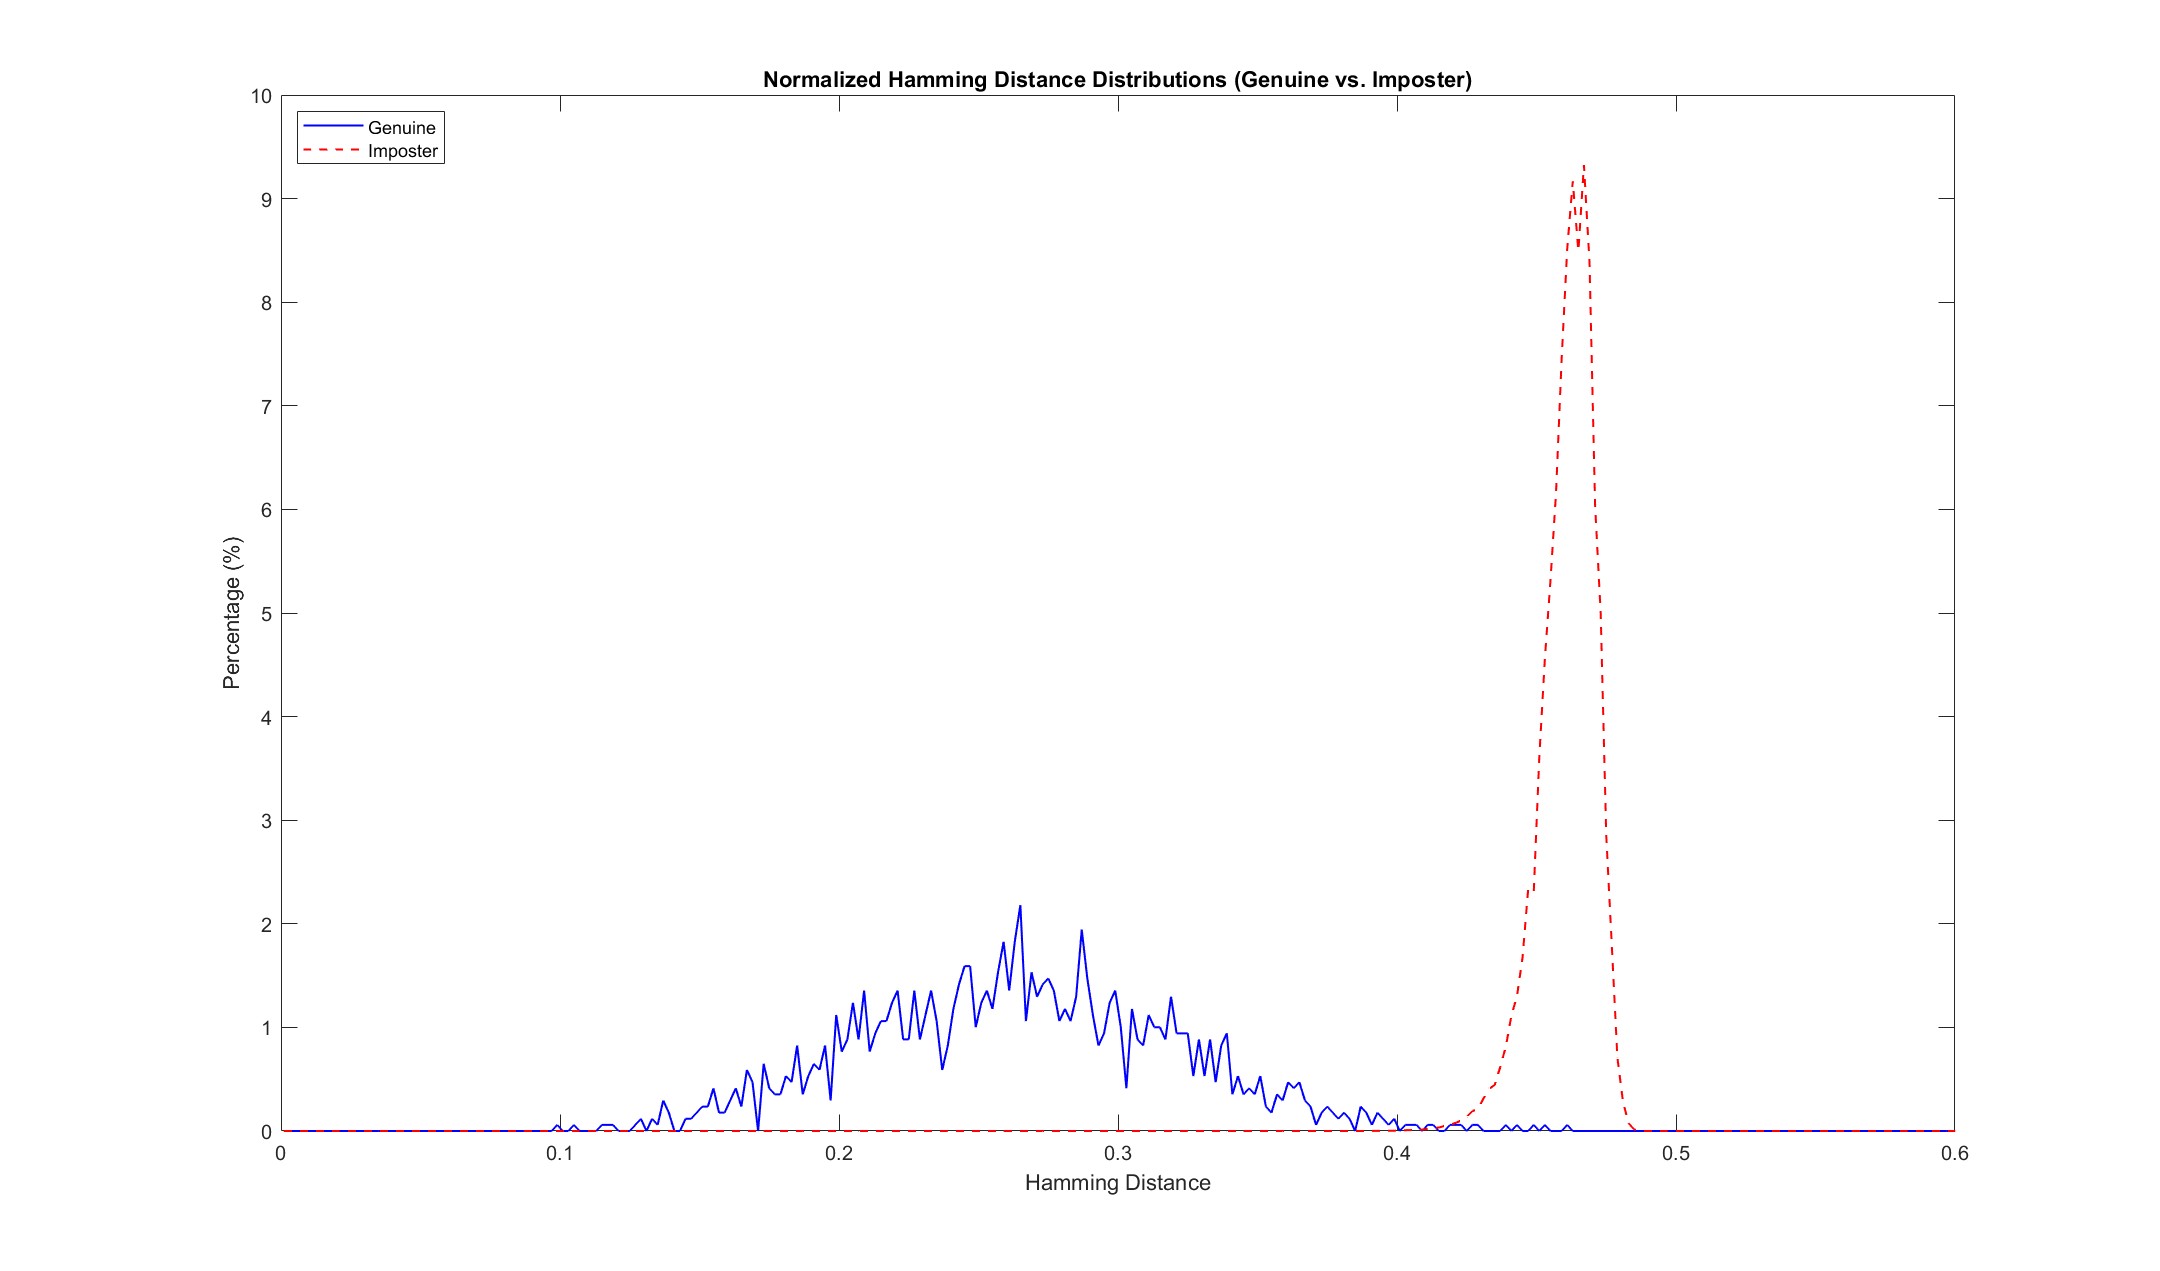 Normalized Hamming Distance Distributions (Genuine vs. Imposter)
Genuine
Imposter
10
9
8
7
6
5
4
3
2
1
0
Percentage (%)
0 0.1 0.2 0.3 0.4 0.5 0.6
Hamming Distance